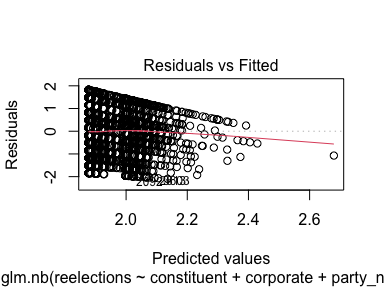 Residuals vs Fitted
Residuals
2
1
0
-2
2.0
2.2
2.4
2.6
Predicted values
glm.nb(reelections ~ constituent + corporate + party_n